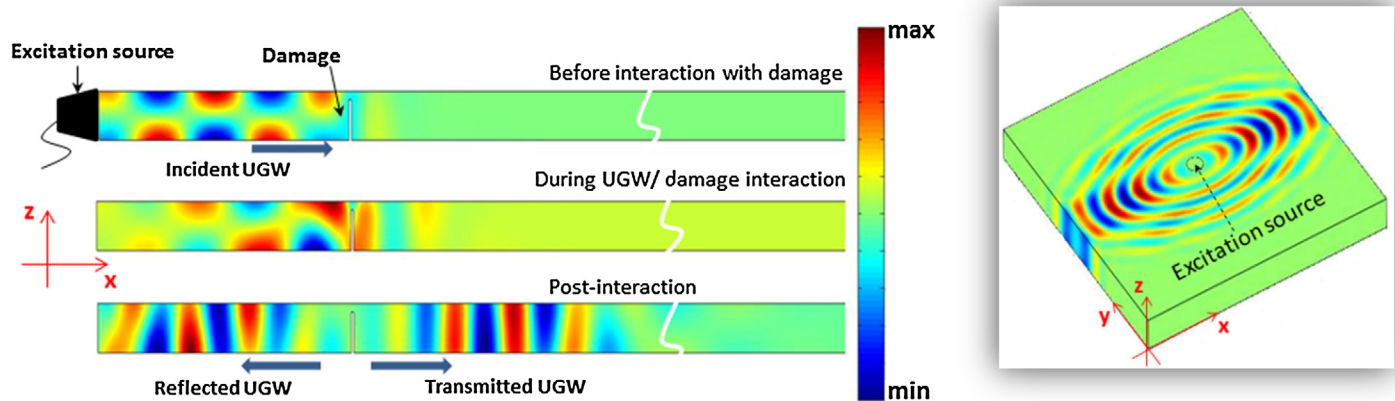 Excitation source
Damage
Before interaction with damage
Incident UGW
During UGW/ damage interaction
z
x
Post-interaction
Reflected UGW
Transmitted UGW
max
min
Excitation source
z
y
x